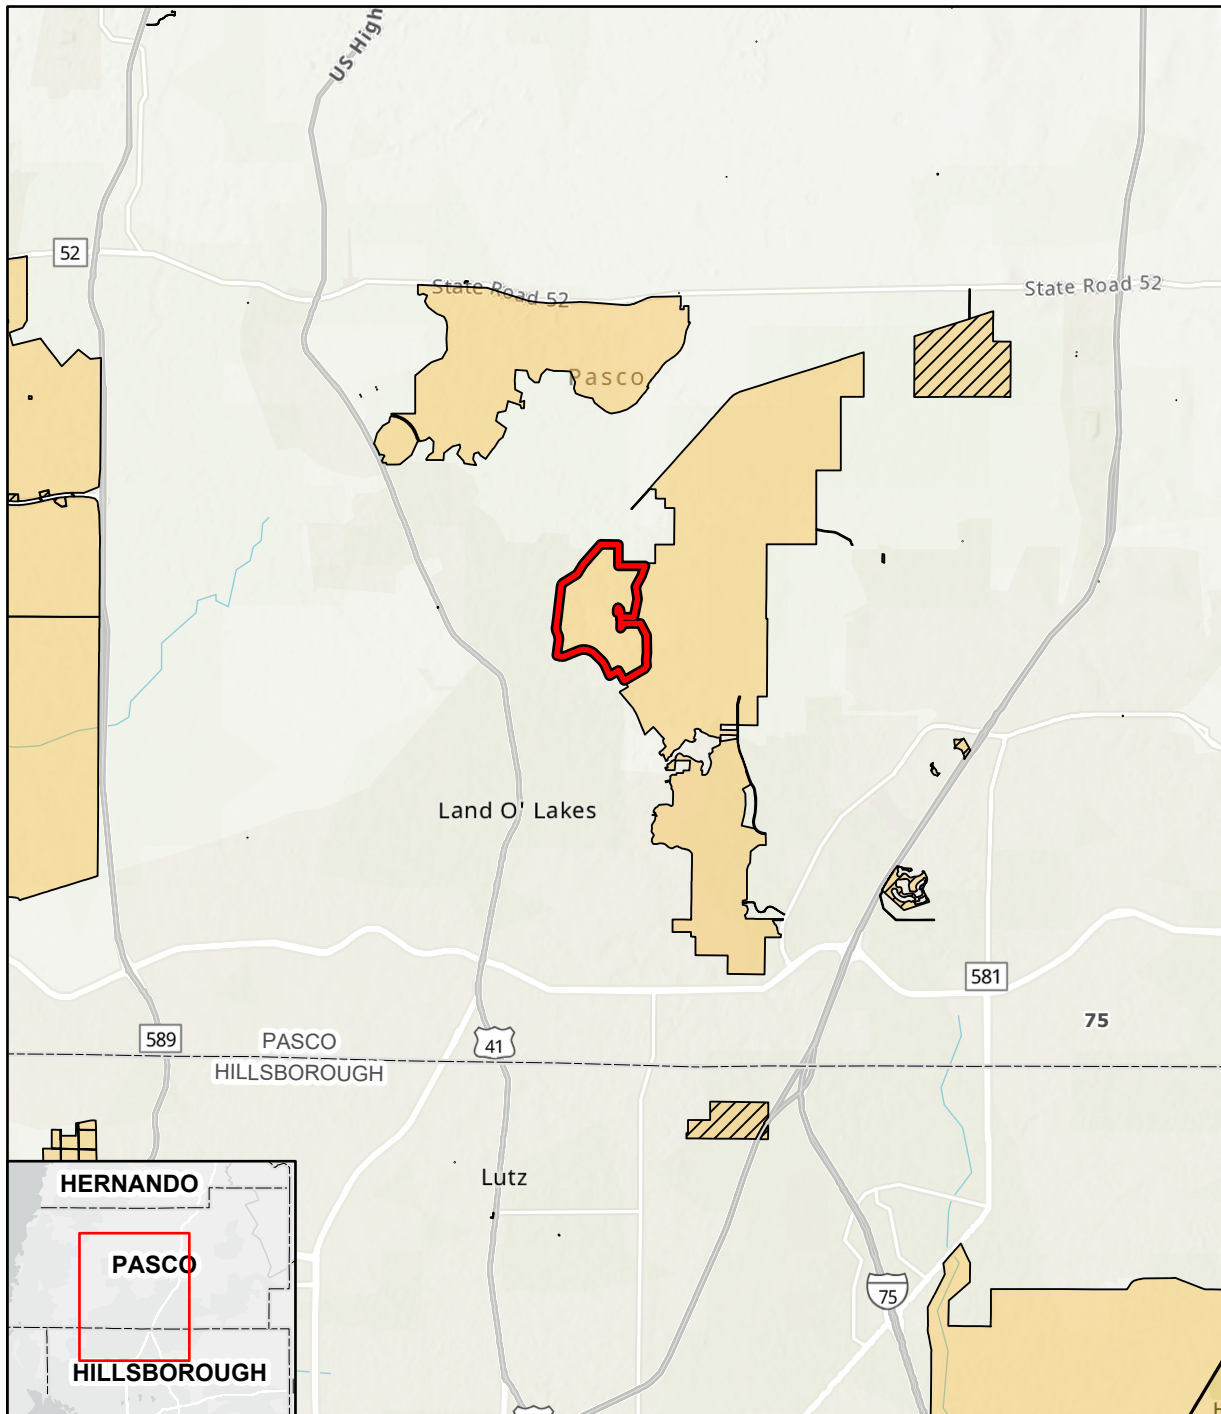 US High
52
State Road 52
State Road 52
Pasco
Land O' Lakes
581
75
589
PASCO
41
HILLSBOROUGH
Lutz
HERNANDO
PASCO
75
HILLSBOROUGH